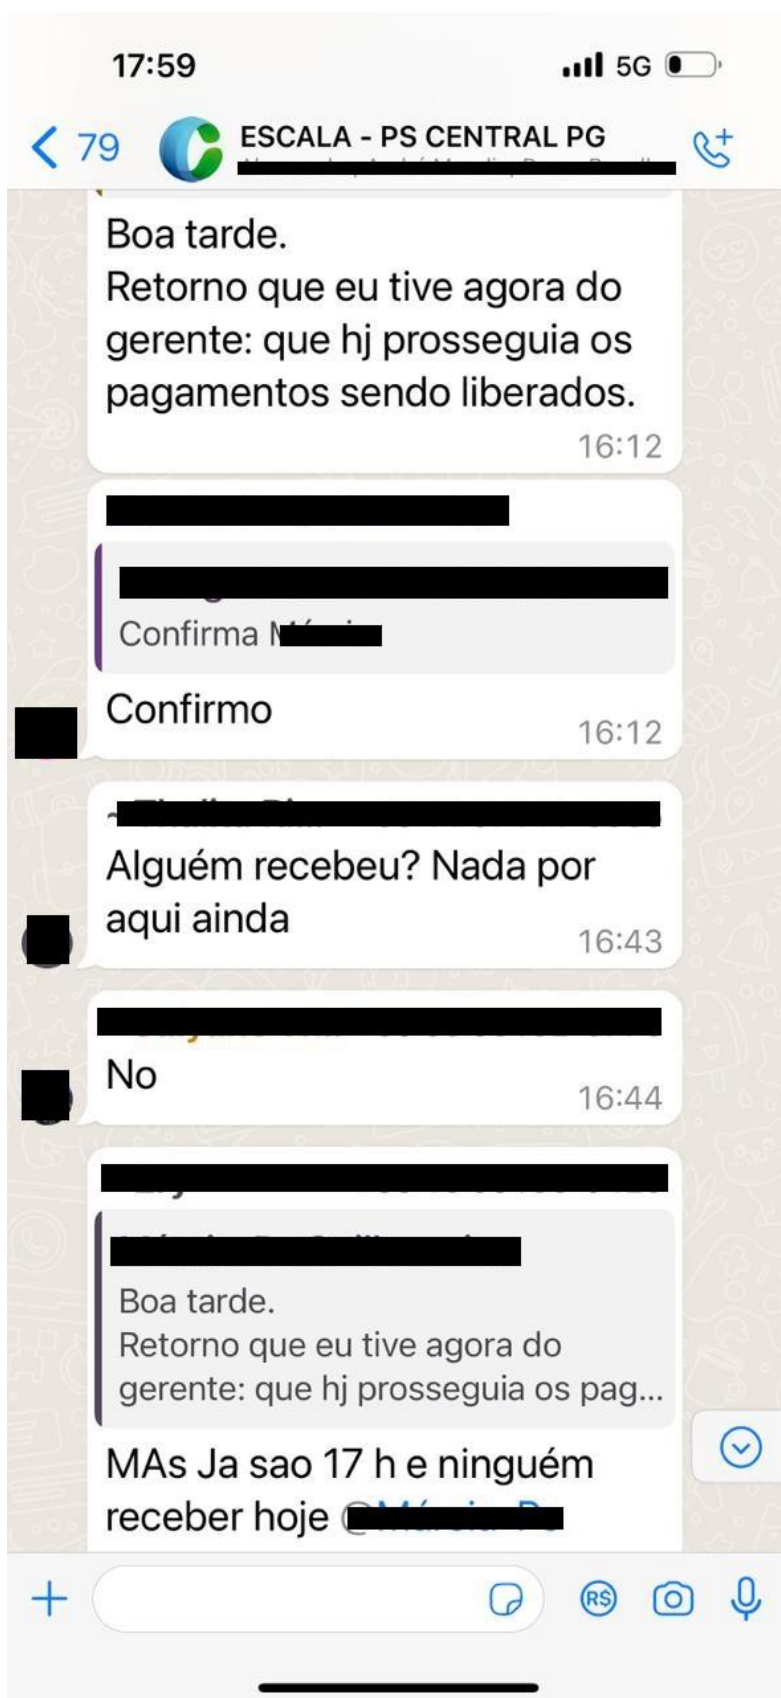 17:59
5G
79
ESCALA - PS CENTRAL PG
Boa tarde.
Retorno que eu tive agora do
gerente: que hj prosseguia os
pagamentos sendo liberados.
16:12
Confirma
Confirmo
16:12
Alguém recebeu? Nada por
aqui ainda
16:43
No
16:44
Boa tarde.
Retorno que eu tive agora do
gerente: que hj prosseguia os pag...
MAs Ja sao 17 h e ninguém
receber hoje
R$